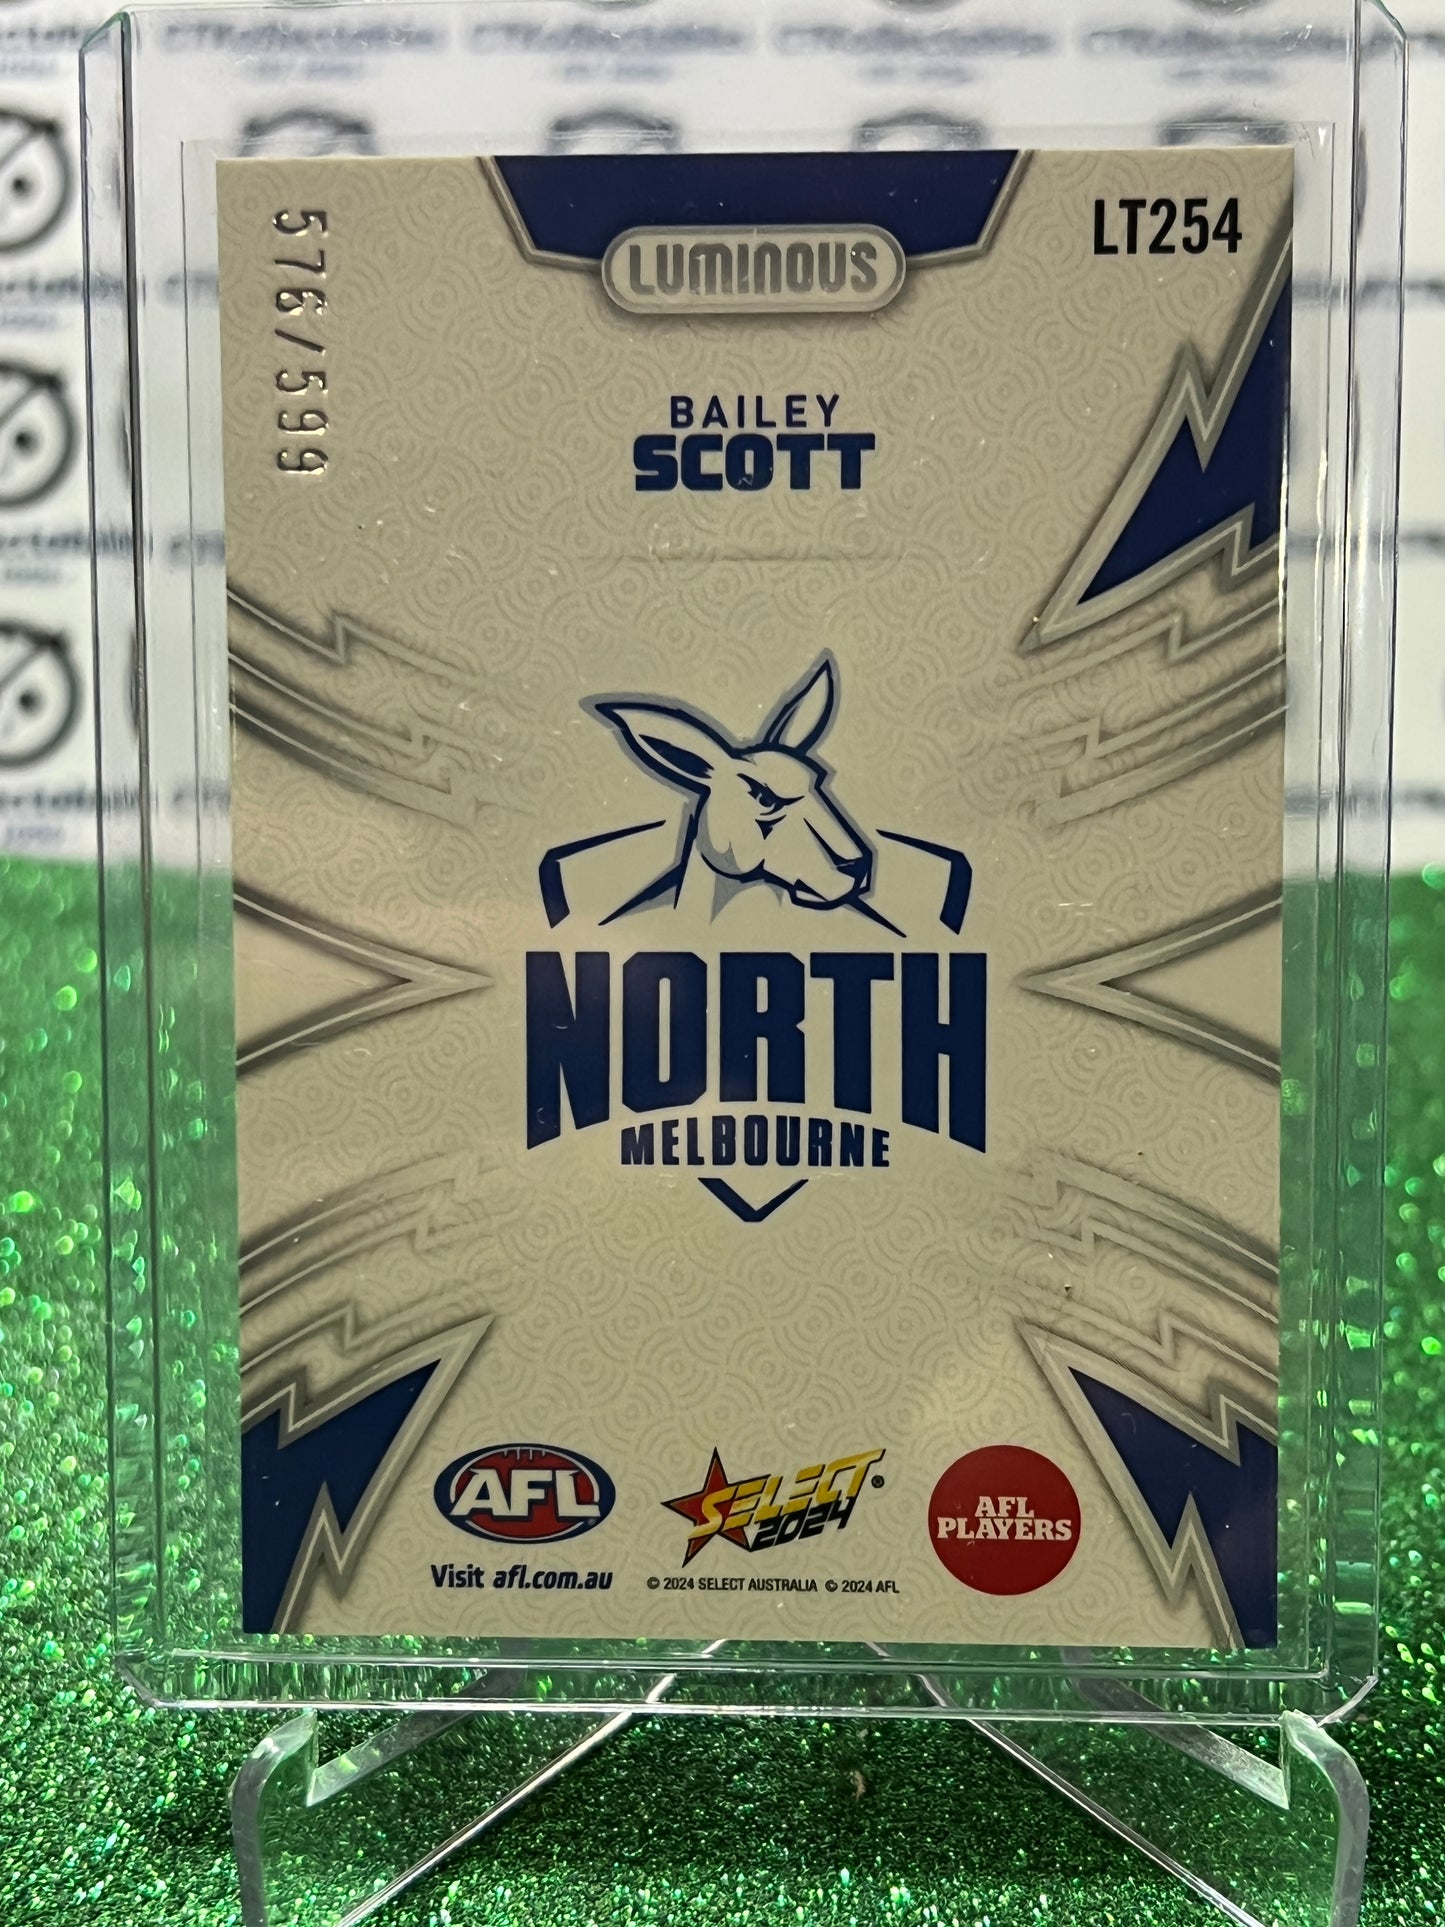 576/599
LUMINOUS
LT254
BAILEY
SCOTT
NORTH
MELBOURNE
AFL
Visit afl.com.au
SELECT®
2024
© 2024 SELECT AUSTRALIA © 2024 AFL
AFL
PLAYERS